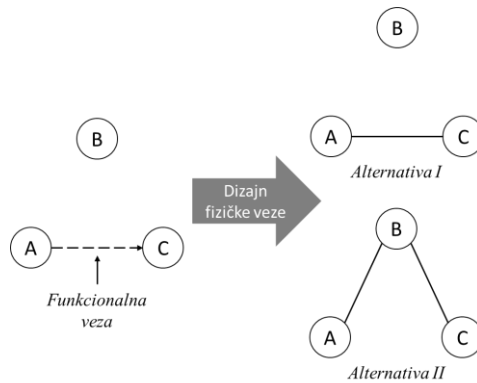 B
A
C
Funkcionalna
veza
Dizajn
fizičke veze
B
A
C
Alternativa I
B
A
C
Alternativa II